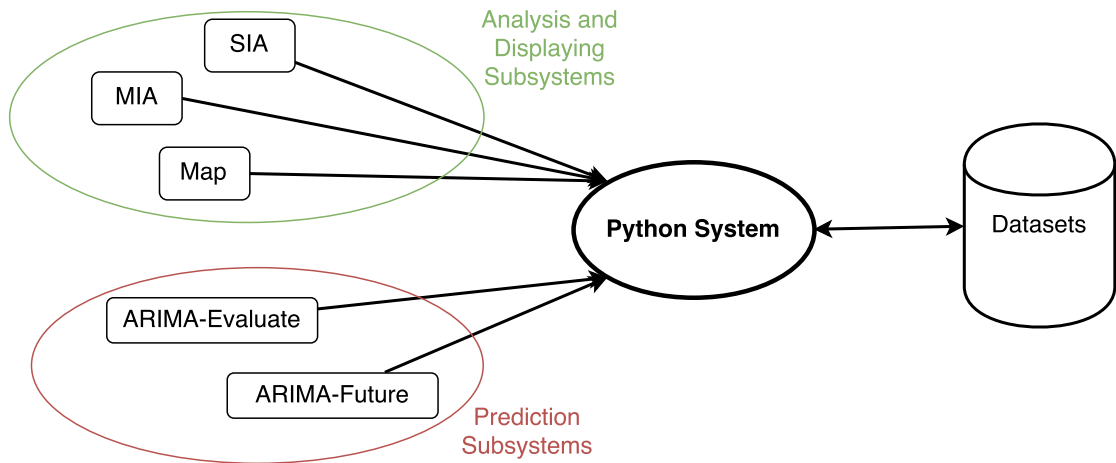 SIA
MIA
Map
Analysis and
Displaying
Subsystems
Python System
Datasets
ARIMA-Evaluate
ARIMA-Future
Prediction
Subsystems